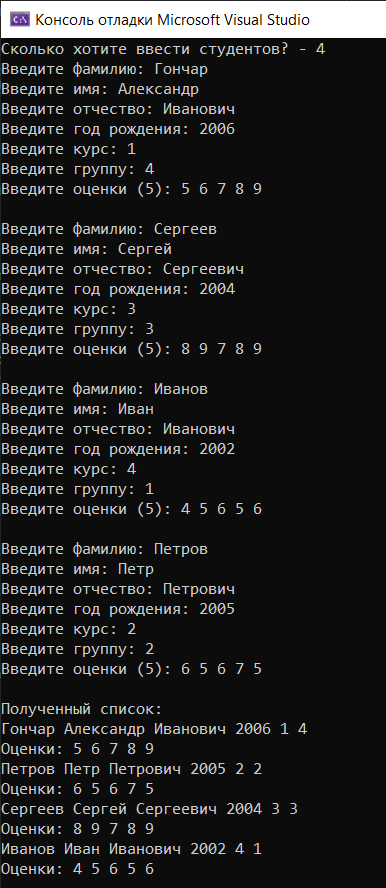 Консоль отладки Microsoft Visual Studio
Сколько хотите ввести студентов? - 4
Введите фамилию: Гончар
Введите имя: Александр
Введите отчество: Иванович
Введите год рождения: 2006
Введите курс: 1
Введите группу: 4
Введите оценки (5): 5 6 7 8 9
Введите фамилию: Сергеев
Введите имя: Сергей
Введите отчество: Сергеевич
Введите год рождения: 2004
Введите курс: 3
Введите группу: 3
Введите оценки (5): 8 9 7 8 9
Введите фамилию: Иванов
Введите имя: Иван
Введите отчество: Иванович
Введите год рождения: 2002
Введите курс: 4
Введите группу: 1
Введите оценки (5): 4 5 6 5 6
Введите фамилию: Петров
Введите имя: Петр
Введите отчество: Петрович
Введите год рождения: 2005
Введите курс: 2
Введите группу: 2
Введите оценки (5): 6 5 6 7 5
Полученный список:
Гончар Александр Иванович 2006 1 4
Оценки: 5 6 7 8 9
Петров Петр Петрович 2005 2 2
Оценки: 6 5 6 7 5
Сергеев Сергей Сергеевич 2004 3 3
Оценки: 8 9 7 8 9
Иванов Иван Иванович 2002 4 1
Оценки: 4 5 6 5 6